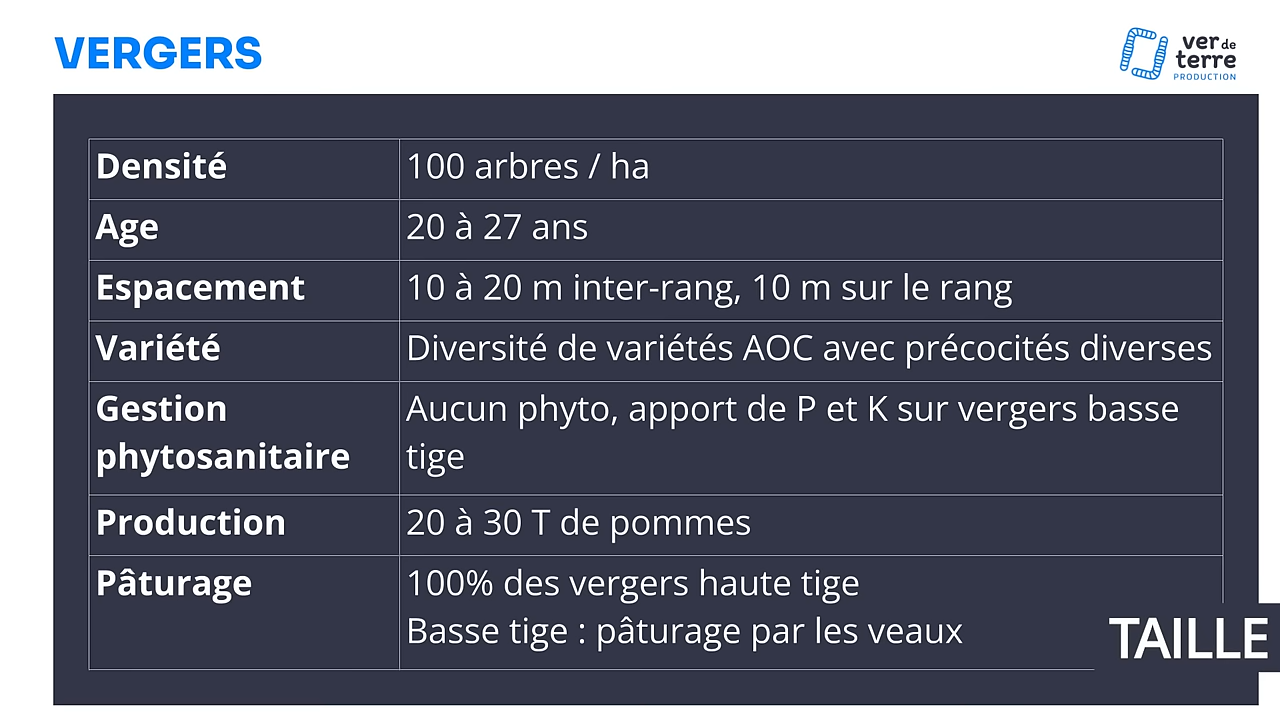 VERGERS
ver de
terre
PRODUCTION
Densité 100 arbres / ha
Age 20 à 27 ans
Espacement 10 à 20 m inter-rang, 10 m sur le rang
Variété Diversité de variétés AOC avec précocités diverses
Gestion Aucun phyto, apport de P et K sur vergers basse
phytosanitaire tige
Production 20 à 30 T de pommes
Pâturage 100% des vergers haute tige
Basse tige : pâturage par les veaux
TAILLE